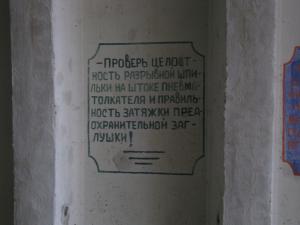 — ПРОВЕРЬ ЦЕЛОСТ-
НОСТЬ РАЗРЫВНОЙ ШПИ-
ЛЬКИ НА ШТОКЕ ПНЕВМО-
ТОЛКАТЕЛЯ И ПРАВИЛЬ-
НОСТЬ ЗАТЯЖКИ ПРЕД-
ОХРАНИТЕЛЬНОЙ ЗАГ-
ЛУШКИ!